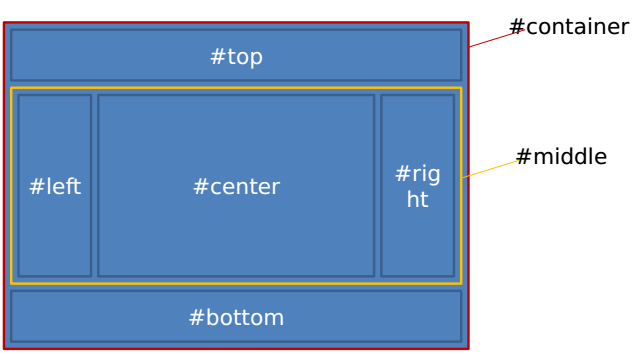 #container
#top
#middle
#left
#center
#rig
ht
#bottom